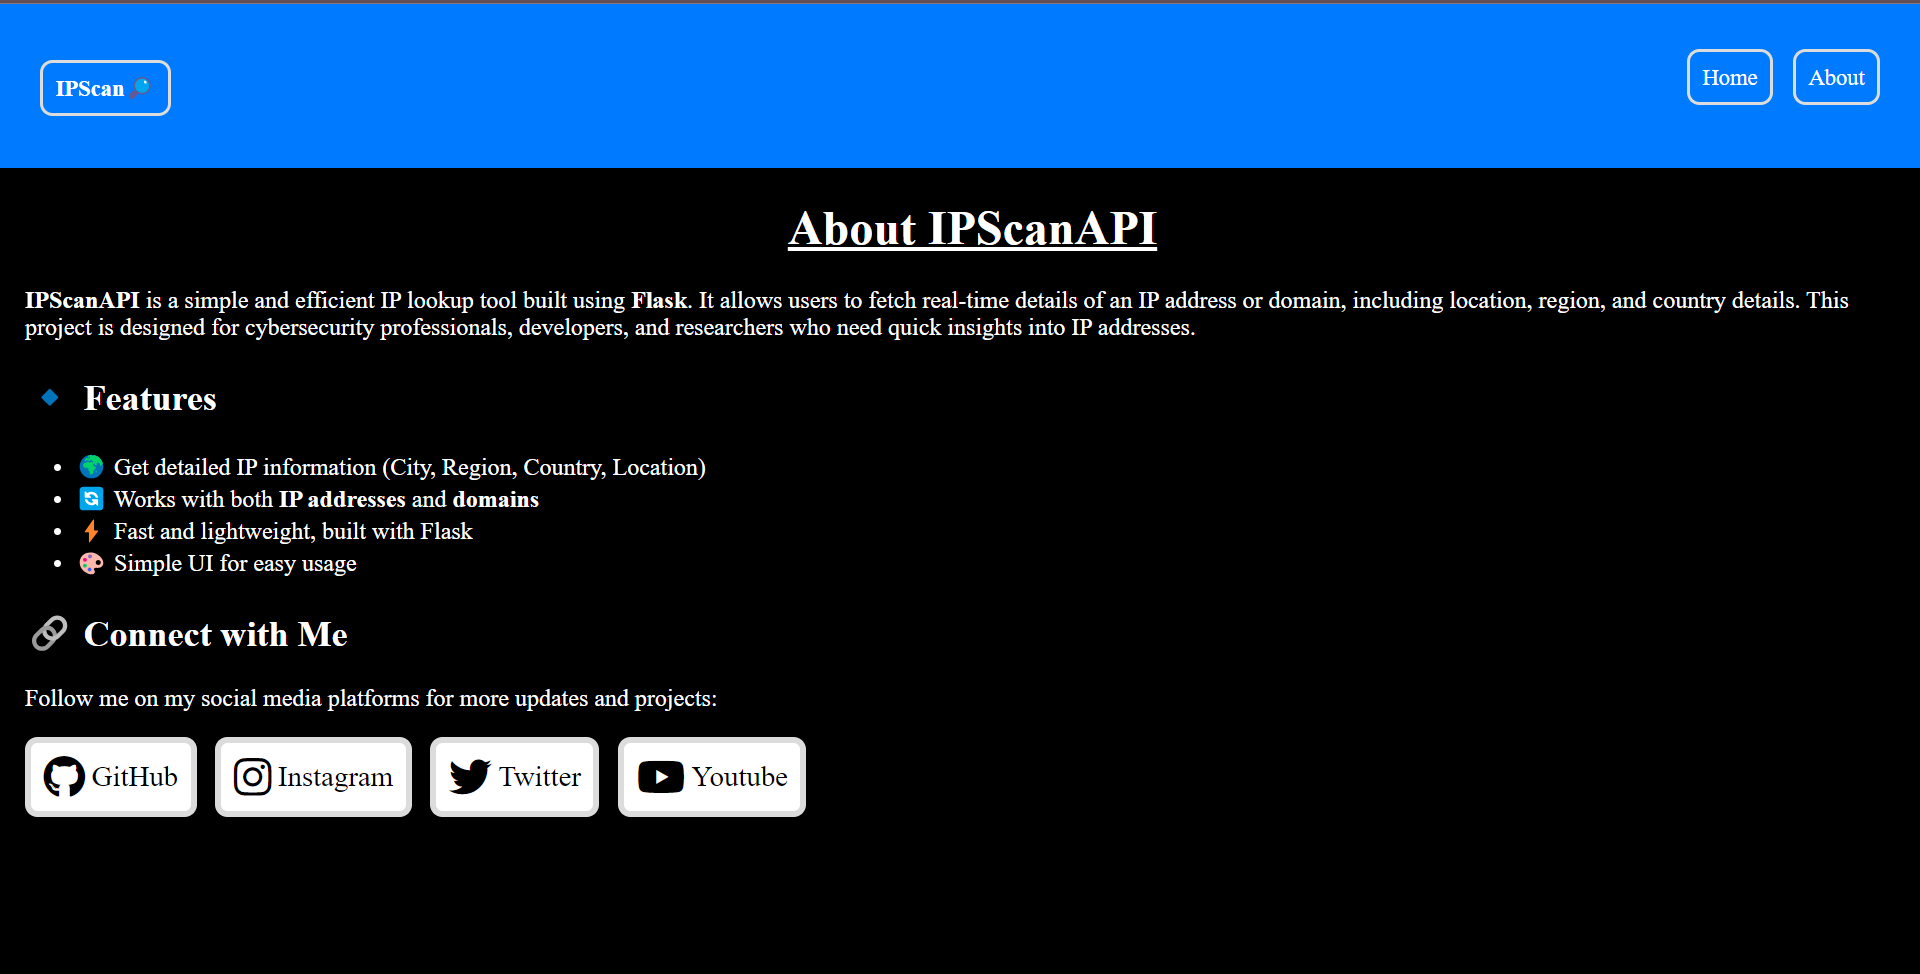 IPScan
Home
About
About IPScanAPI
IPScanAPI is a simple and efficient IP lookup tool built using Flask. It allows users to fetch real-time details of an IP address or domain, including location, region, and country details. This
project is designed for cybersecurity professionals, developers, and researchers who need quick insights into IP addresses.
Features
Get detailed IP information (City, Region, Country, Location)
Works with both IP addresses and domains
Fast and lightweight, built with Flask
Simple UI for easy usage
Connect with Me
Follow me on my social media platforms for more updates and projects:
GitHub
Instagram
Twitter
Youtube